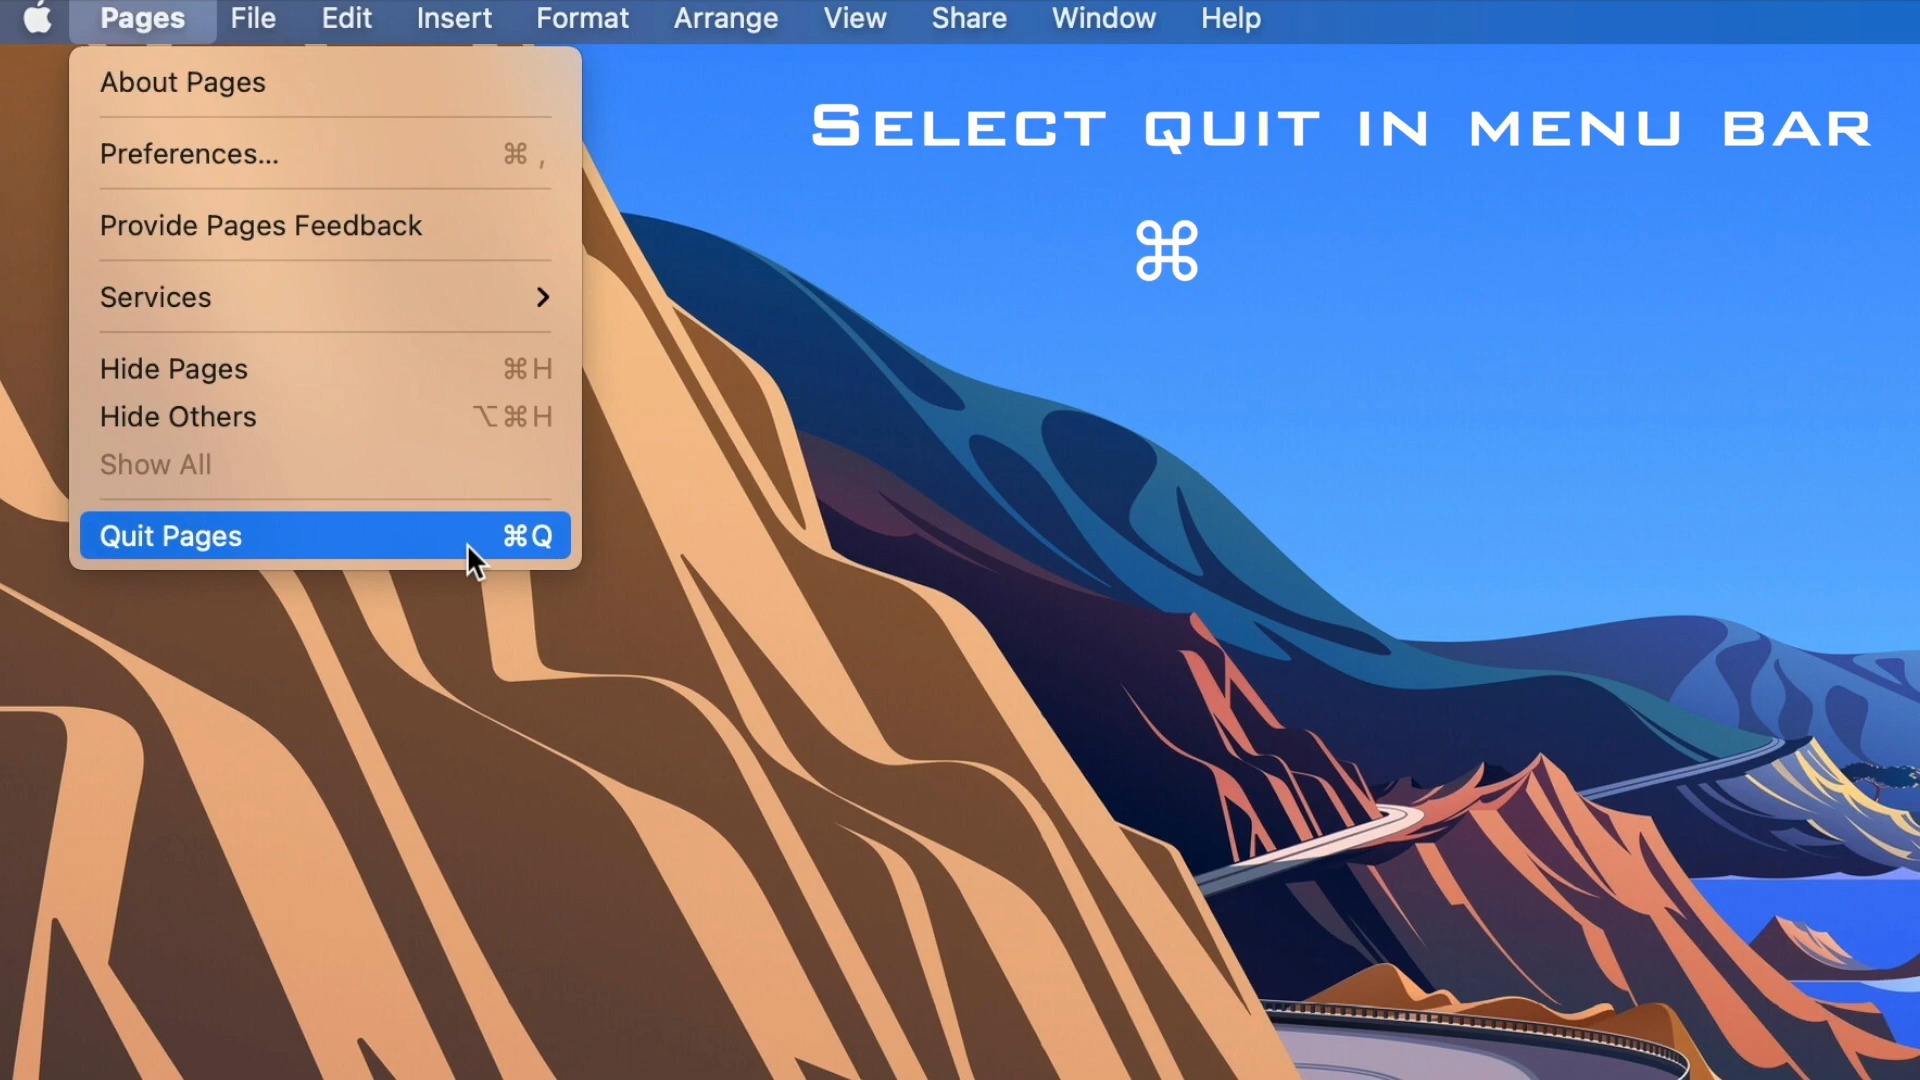 Pages File Edit Insert Format Arrange View Share Window Help
About Pages
Preferences... ⌘ ,
Provide Pages Feedback
Services
Hide Pages ⌘H
Hide Others ⌥⌘H
Show All
Quit Pages ⌘Q
SELECT QUIT IN MENU BAR
⌘